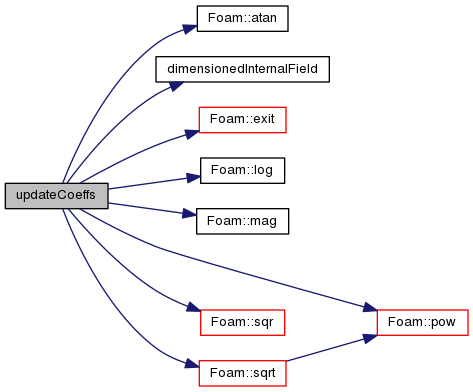 Foam::atan
dimensionedInternalField
Foam::exit
Foam::log
updateCoeffs
Foam::mag
Foam::sqr
Foam::pow
Foam::sqrt